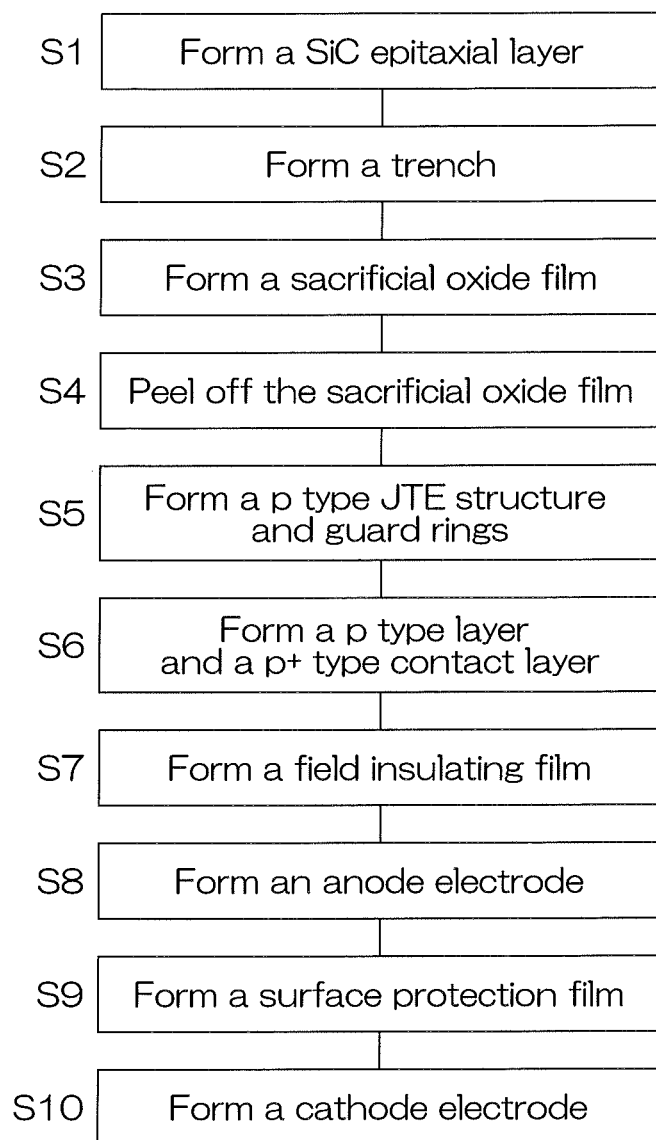 S1 Form a SiC epitaxial layer
S2 Form a trench
S3 Form a sacrificial oxide film
S4 Peel off the sacrificial oxide film
S5 Form a p type JTE structure
and guard rings
S6 Form a p type layer
and a p+ type contact layer
S7 Form a field insulating film
S8 Form an anode electrode
S9 Form a surface protection film
S10 Form a cathode electrode